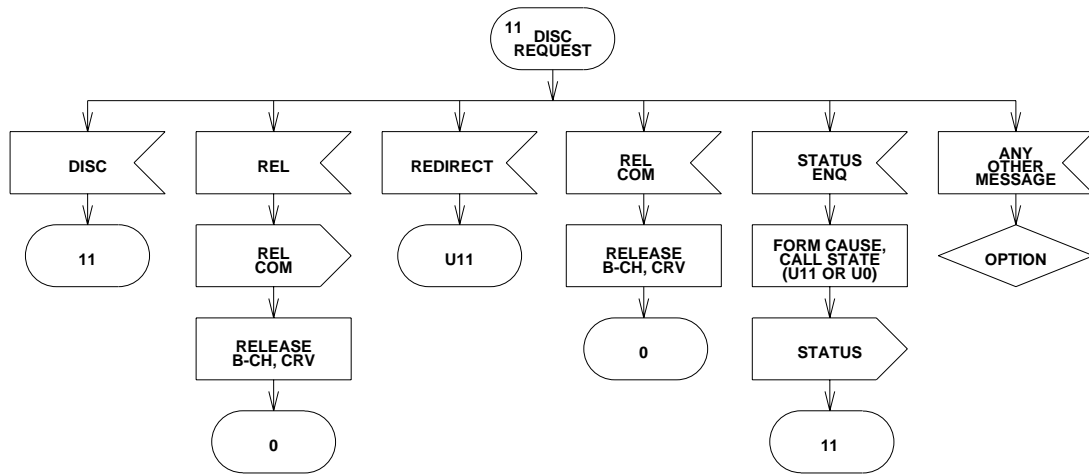 11
DISC
REQUEST
DISC
REL
REDIRECT
REL
COM
STATUS
ENQ
ANY
OTHER
MESSAGE
11
REL
COM
U11
RELEASE
B-CH, CRV
FORM CAUSE,
CALL STATE
(U11 OR U0)
OPTION
RELEASE
B-CH, CRV
0
STATUS
0
11